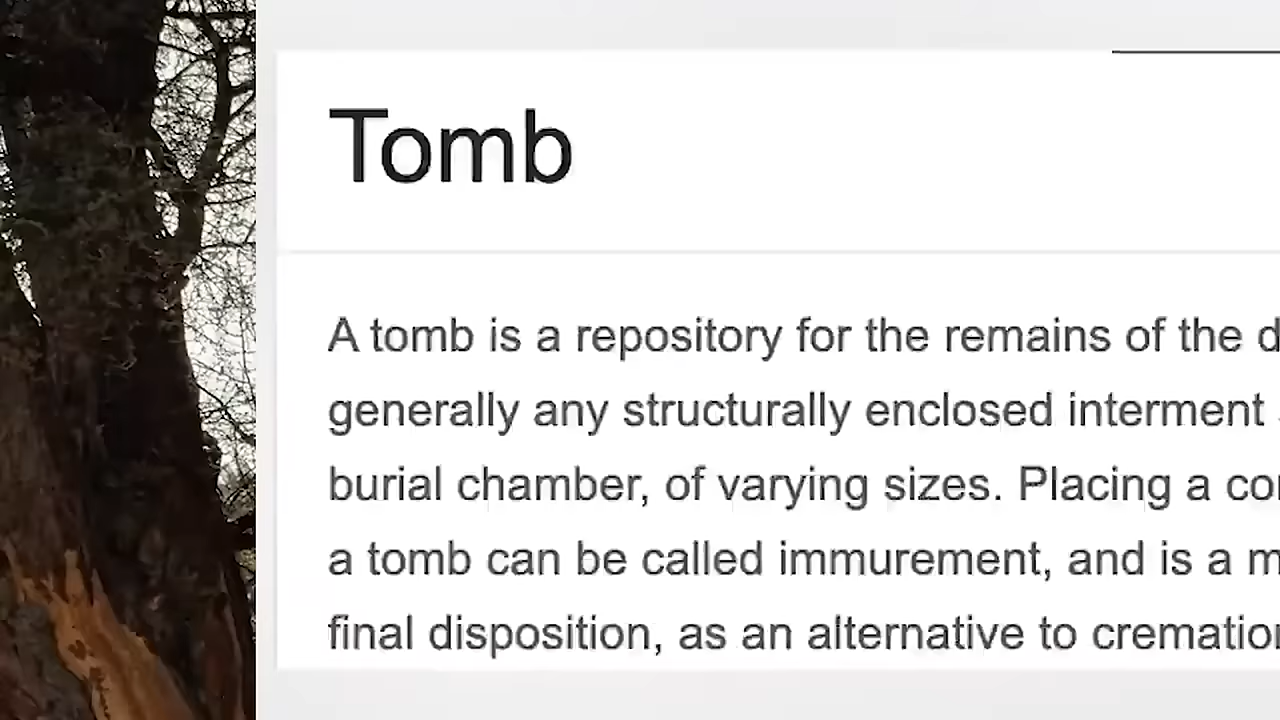 Tomb
A tomb is a repository for the remains of the
generally any structurally enclosed interment
burial chamber, of varying sizes. Placing a
a tomb can be called immurement, and is a
final disposition, as an alternative to